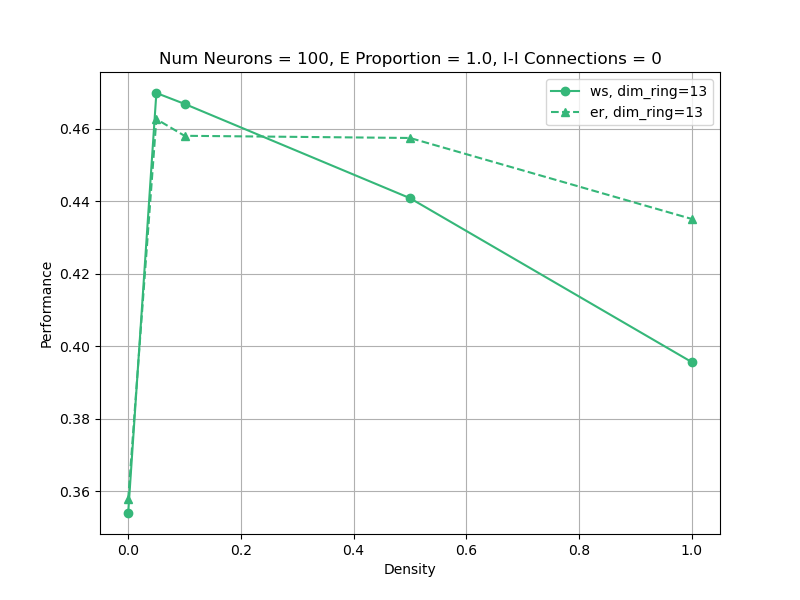 Num Neurons = 100, E Proportion = 1.0, I-I Connections = 0
ws, dim_ring=13
er, dim_ring=13
Performance
0.46
0.44
0.42
0.40
0.38
0.36
0.0 0.2 0.4 0.6 0.8 1.0
Density